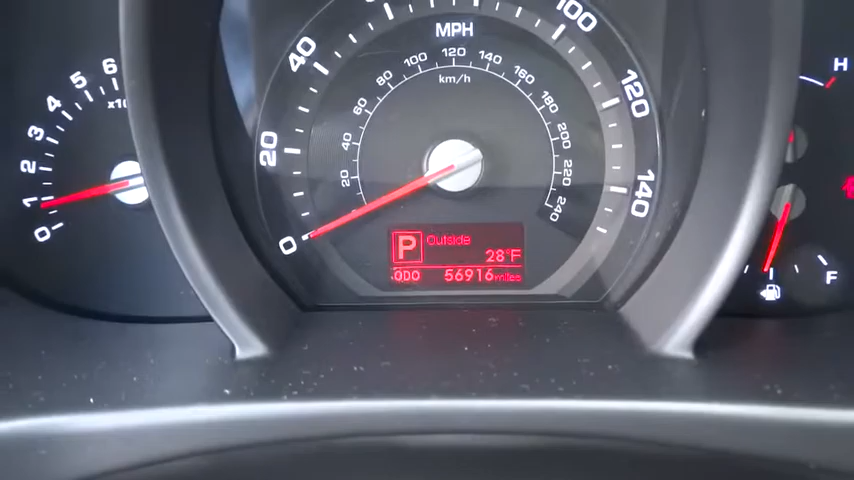 MPH
km/h
0 20 40 100 120 140
20 40 60 80 100 120 140 160 180 200 220 240
0 1 2 3 4 5 6
x10
H
F
P Outside
28°F
ODO 56916 miles